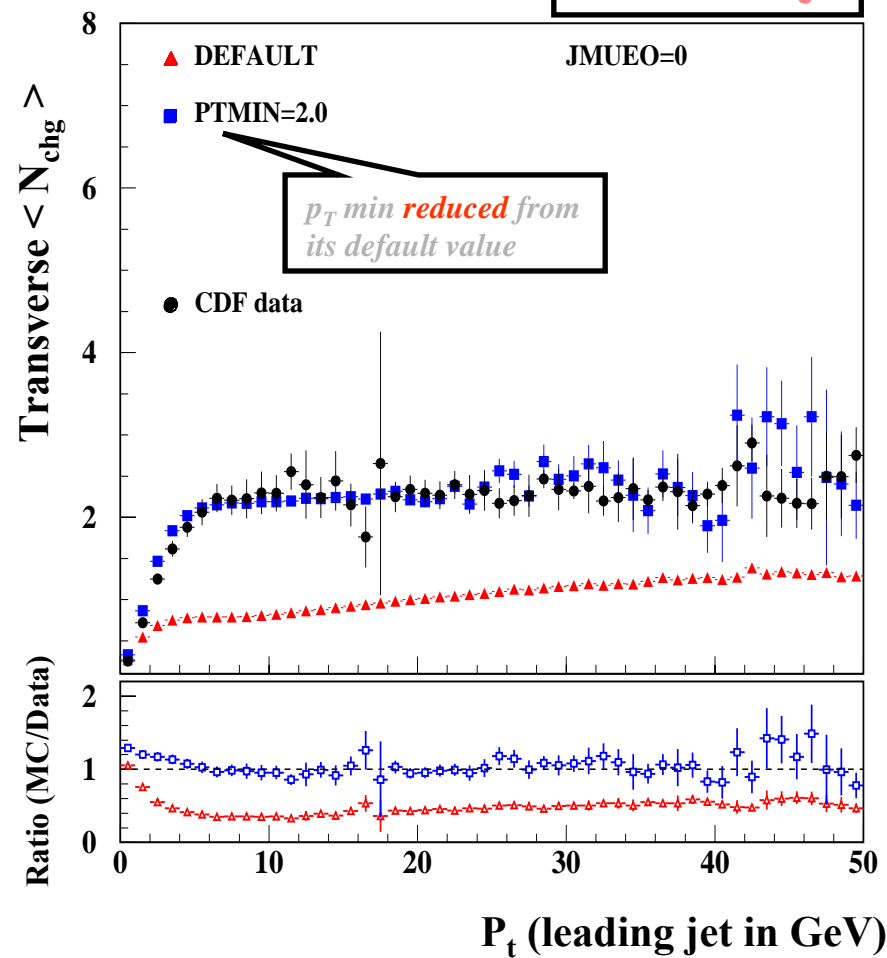 8
DEFAULT
JMUEO=0
PTMIN=2.0
6
p_T min reduced from
its default value
CDF data
4
2
Transverse < N_chg >
2
1
0
Ratio (MC/Data)
0 10 20 30 40 50
P_t (leading jet in GeV)